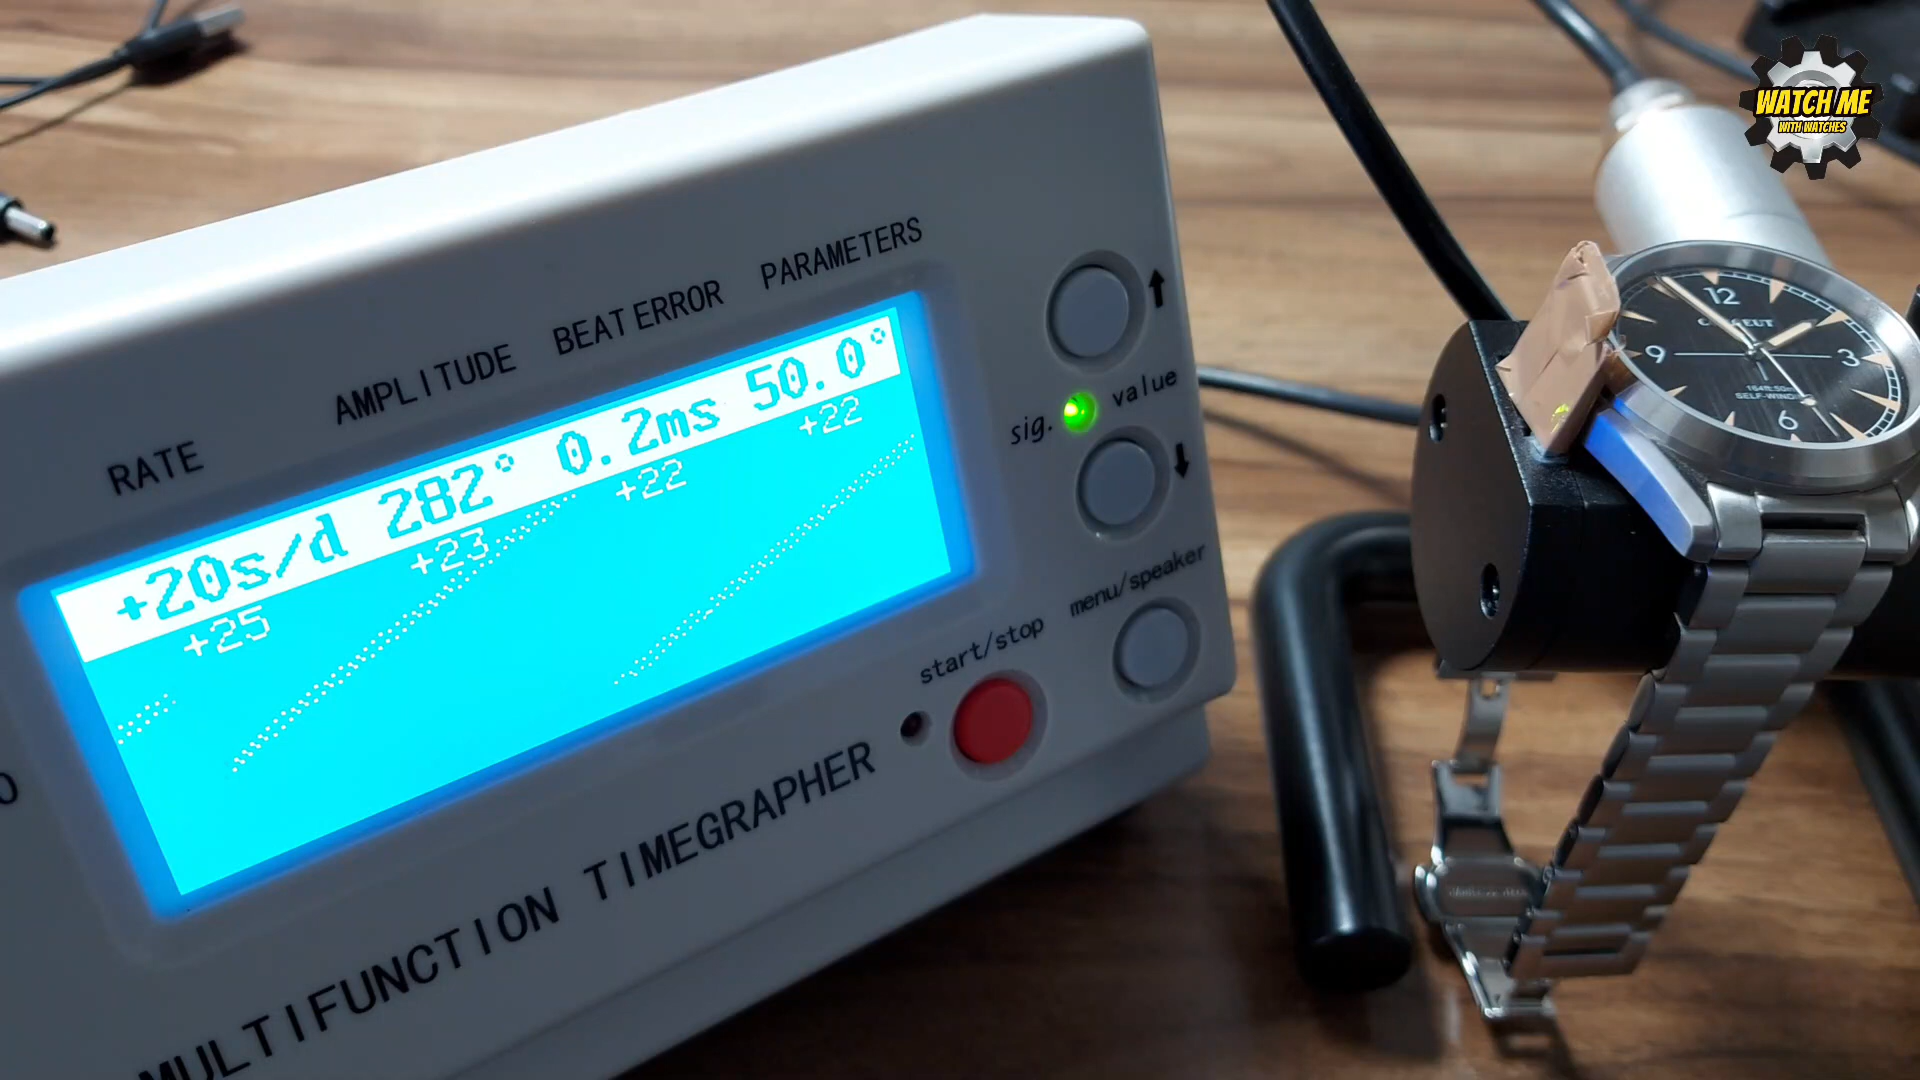 WATCH ME
WITH WATCHES
RATE
AMPLITUDE
BEAT ERROR
PARAMETERS
+20s/d 282° 0.2ms 50.0°
+25 +23 +22 +22
sig.
value
menu/speaker
start/stop
MULTIFUNCTION TIMEGRAPHER
12
9
3
6
SELF-WIND